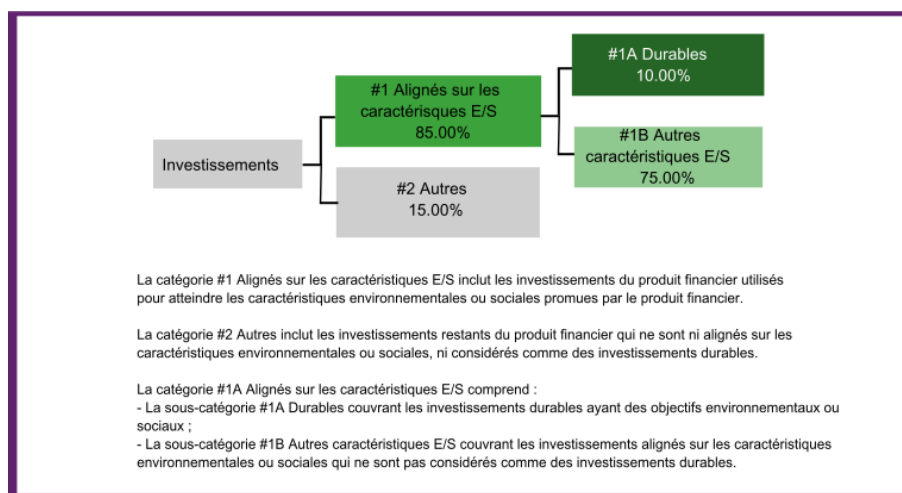 #1A Durables
10.00%
#1 Alignés sur les
caractérisques E/S
85.00%
#1B Autres
caractéristiques E/S
75.00%
Investissements
#2 Autres
15.00%
La catégorie #1 Alignés sur les caractéristiques E/S inclut les investissements du produit financier utilisés
pour atteindre les caractéristiques environnementales ou sociales promues par le produit financier.
La catégorie #2 Autres inclut les investissements restants du produit financier qui ne sont ni alignés sur les
caractéristiques environnementales ou sociales, ni considérés comme des investissements durables.
La catégorie #1A Alignés sur les caractéristiques E/S comprend :
- La sous-catégorie #1A Durables couvrant les investissements durables ayant des objectifs environnementaux ou
sociaux ;
- La sous-catégorie #1B Autres caractéristiques E/S couvrant les investissements alignés sur les caractéristiques
environnementales ou sociales qui ne sont pas considérés comme des investissements durables.